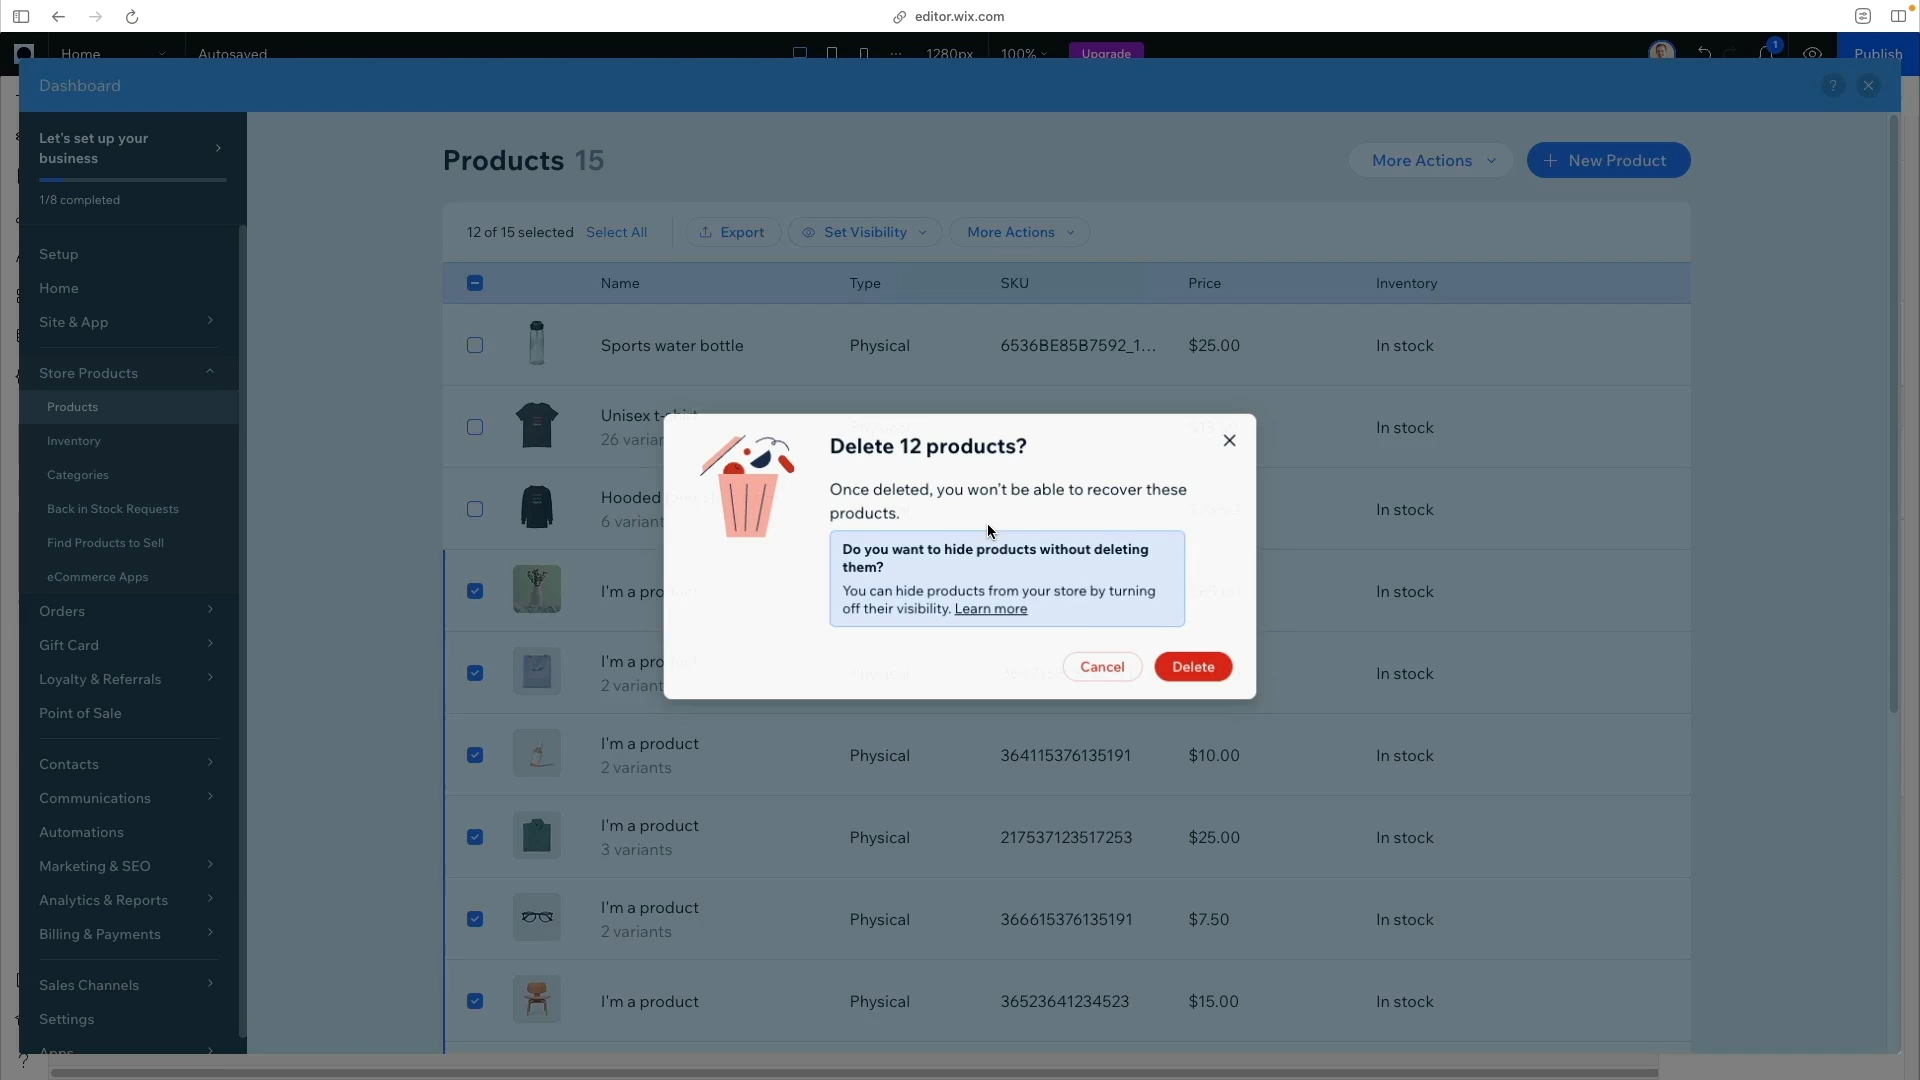 editor.wix.com
Home
Autosaved
1280px
100%
Upgrade
1
Publish
Dashboard
?
Let's set up your
business
1/8 completed
Setup
Home
Site & App
Store Products
Products
Inventory
Categories
Back in Stock Requests
Find Products to Sell
eCommerce Apps
Orders
Gift Card
Loyalty & Referrals
Point of Sale
Contacts
Communications
Automations
Marketing & SEO
Analytics & Reports
Billing & Payments
Sales Channels
Settings
Apps
Products 15
More Actions
+ New Product
12 of 15 selected Select All Export Set Visibility More Actions
Name Type SKU Price Inventory
Sports water bottle Physical 6536BE85B7592_1... $25.00 In stock
Unisex t-shirt
26 varian
In stock
Hooded
6 variant
In stock
I'm a pro
In stock
I'm a pro
2 variant
In stock
Delete 12 products?
Once deleted, you won't be able to recover these
products.
Do you want to hide products without deleting
them?
You can hide products from your store by turning
off their visibility. Learn more
Cancel Delete
I'm a product
2 variants
Physical 364115376135191 $10.00 In stock
I'm a product
3 variants
Physical 217537123517253 $25.00 In stock
I'm a product
2 variants
Physical 366615376135191 $7.50 In stock
I'm a product Physical 36523641234523 $15.00 In stock